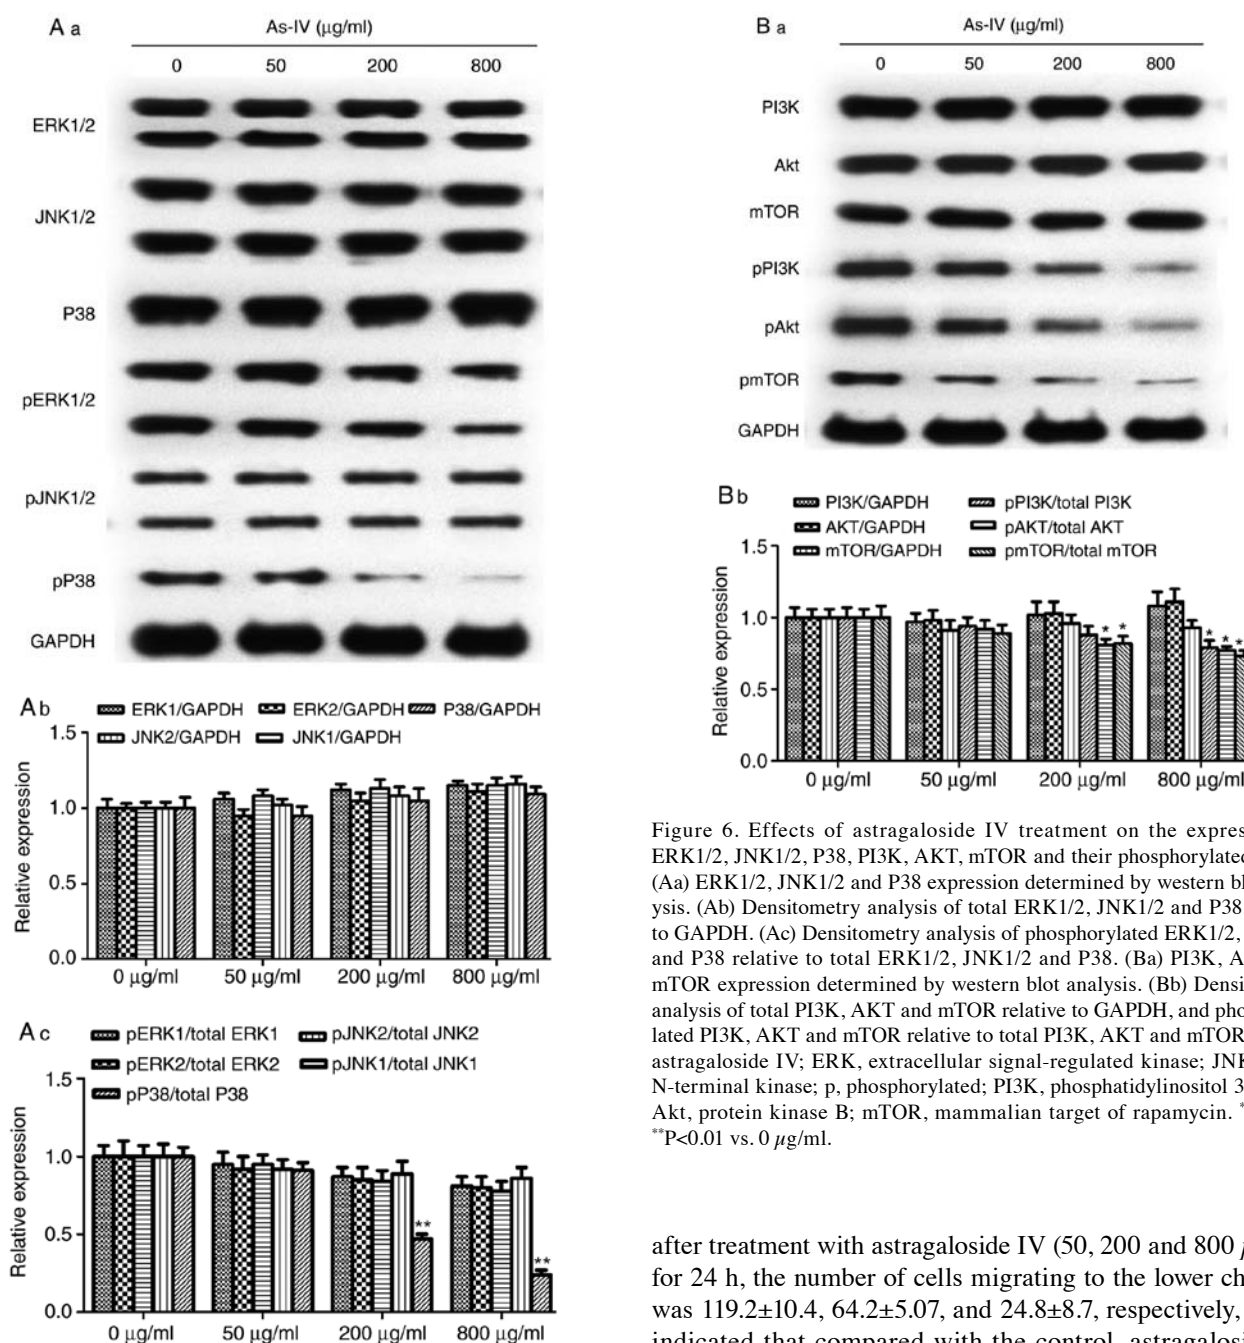 A a
As-IV (μg/ml)
0 50 200 800
ERK1/2
JNK1/2
P38
pERK1/2
pJNK1/2
pP38
GAPDH
A b
ERK1/GAPDH ERK2/GAPDH P38/GAPDH
JNK2/GAPDH JNK1/GAPDH
Relative expression
1.5
1.0
0.5
0.0
0 μg/ml 50 μg/ml 200 μg/ml 800 μg/ml
A c
pERK1/total ERK1 pJNK2/total JNK2
pERK2/total ERK2 pJNK1/total JNK1
pP38/total P38
Relative expression
1.5
1.0
0.5
0.0
** **
0 μg/ml 50 μg/ml 200 μg/ml 800 μg/ml
B a
As-IV (μg/ml)
0 50 200 800
PI3K
Akt
mTOR
pPI3K
pAkt
pmTOR
GAPDH
B b
PI3K/GAPDH pPI3K/total PI3K
AKT/GAPDH pAKT/total AKT
mTOR/GAPDH pmTOR/total mTOR
Relative expression
1.5
1.0
0.5
0.0
* * * * *
0 μg/ml 50 μg/ml 200 μg/ml 800 μg/ml
Figure 6. Effects of astragaloside IV treatment on the expres
ERK1/2, JNK1/2, P38, PI3K, AKT, mTOR and their phosphorylated
(Aa) ERK1/2, JNK1/2 and P38 expression determined by western bl
ysis. (Ab) Densitometry analysis of total ERK1/2, JNK1/2 and P38
to GAPDH. (Ac) Densitometry analysis of phosphorylated ERK1/2,
and P38 relative to total ERK1/2, JNK1/2 and P38. (Ba) PI3K, A
mTOR expression determined by western blot analysis. (Bb) Densi
analysis of total PI3K, AKT and mTOR relative to GAPDH, and pho
lated PI3K, AKT and mTOR relative to total PI3K, AKT and mTOR
astragaloside IV; ERK, extracellular signal-regulated kinase; JNK
N-terminal kinase; p, phosphorylated; PI3K, phosphatidylinositol 3
Akt, protein kinase B; mTOR, mammalian target of rapamycin. *
**P<0.01 vs. 0 μg/ml.
after treatment with astragaloside IV (50, 200 and 800
for 24 h, the number of cells migrating to the lower ch
was 119.2±10.4, 64.2±5.07, and 24.8±8.7, respectively,
indicated that compared with the control, astragalos